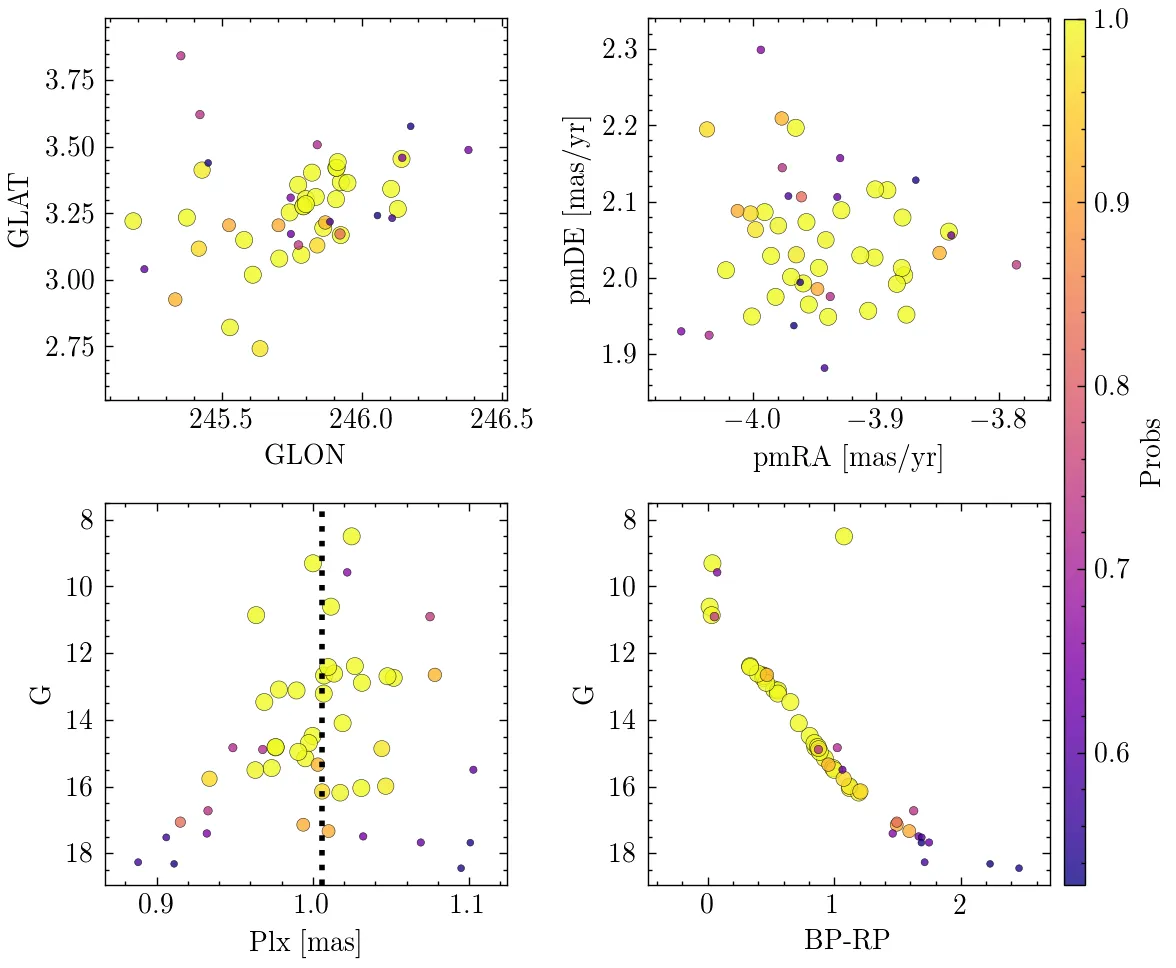 3.75
3.50
3.25
3.00
2.75
GLAT
245.5 246.0 246.5
GLON
2.3
2.2
2.1
2.0
1.9
pmDE [mas/yr]
−4.0 −3.9 −3.8
pmRA [mas/yr]
8
10
12
14
16
18
G
0.9 1.0 1.1
Plx [mas]
8
10
12
14
16
18
G
0 1 2
BP-RP
1.0
0.9
0.8
0.7
0.6
Probs